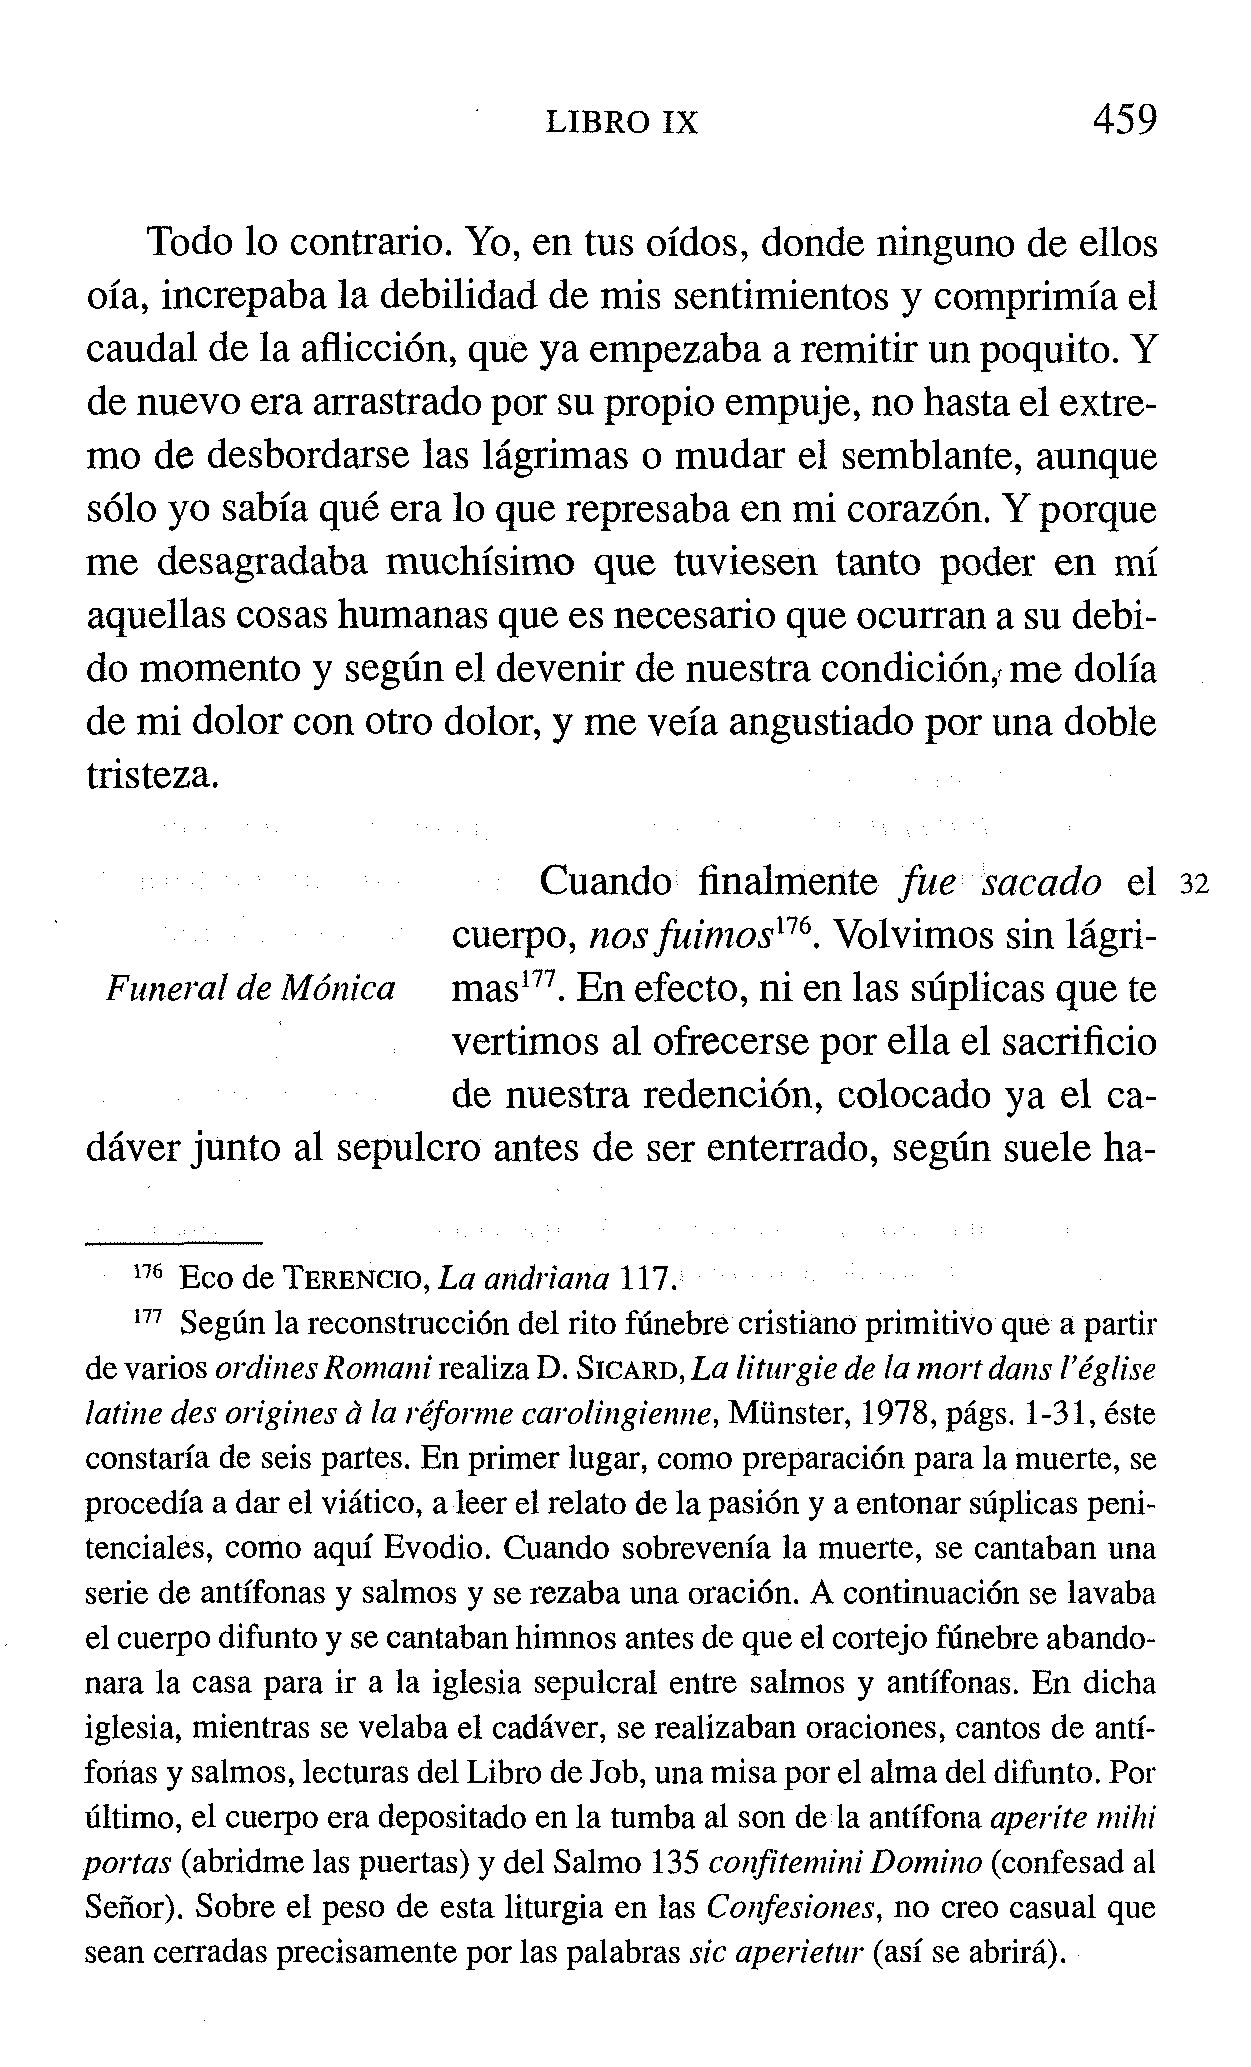 LIBRO IX 459
Todo lo contrario. Yo, en tus oídos, donde ninguno de ellos
oía, increpaba la debilidad de mis sentimientos y comprimía el
caudal de la aflicción, que ya empezaba a remitir un poquito. Y
de nuevo era arrastrado por su propio empuje, no hasta el extre-
mo de desbordarse las lágrimas o mudar el semblante, aunque
sólo yo sabía qué era lo que represaba en mi corazón. Y porque
me desagradaba muchísimo que tuviesen tanto poder en mí
aquellas cosas humanas que es necesario que ocurran a su debi-
do momento y según el devenir de nuestra condición, me dolía
de mi dolor con otro dolor, y me veía angustiado por una doble
tristeza.
Cuando finalmente fue sacado el 32
cuerpo, nos fuimos¹⁷⁶. Volvimos sin lágri-
Funeral de Mónica mas¹⁷⁷. En efecto, ni en las súplicas que te
vertimos al ofrecerse por ella el sacrificio
de nuestra redención, colocado ya el ca-
dáver junto al sepulcro antes de ser enterrado, según suele ha-
¹⁷⁶ Eco de TERENCIO, La andriana 117.
¹⁷⁷ Según la reconstrucción del rito fúnebre cristiano primitivo que a partir
de varios ordines Romani realiza D. SICARD, La liturgie de la mort dans l'église
latine des origines à la réforme carolingienne, Münster, 1978, págs. 1-31, éste
constaría de seis partes. En primer lugar, como preparación para la muerte, se
procedía a dar el viático, a leer el relato de la pasión y a entonar súplicas peni-
tenciales, como aquí Evodio. Cuando sobrevenía la muerte, se cantaban una
serie de antífonas y salmos y se rezaba una oración. A continuación se lavaba
el cuerpo difunto y se cantaban himnos antes de que el cortejo fúnebre abando-
nara la casa para ir a la iglesia sepulcral entre salmos y antífonas. En dicha
iglesia, mientras se velaba el cadáver, se realizaban oraciones, cantos de antí-
fonas y salmos, lecturas del Libro de Job, una misa por el alma del difunto. Por
último, el cuerpo era depositado en la tumba al son de la antífona aperite mihi
portas (abridme las puertas) y del Salmo 135 confitemini Domino (confesad al
Señor). Sobre el peso de esta liturgia en las Confesiones, no creo casual que
sean cerradas precisamente por las palabras sic aperietur (así se abrirá).